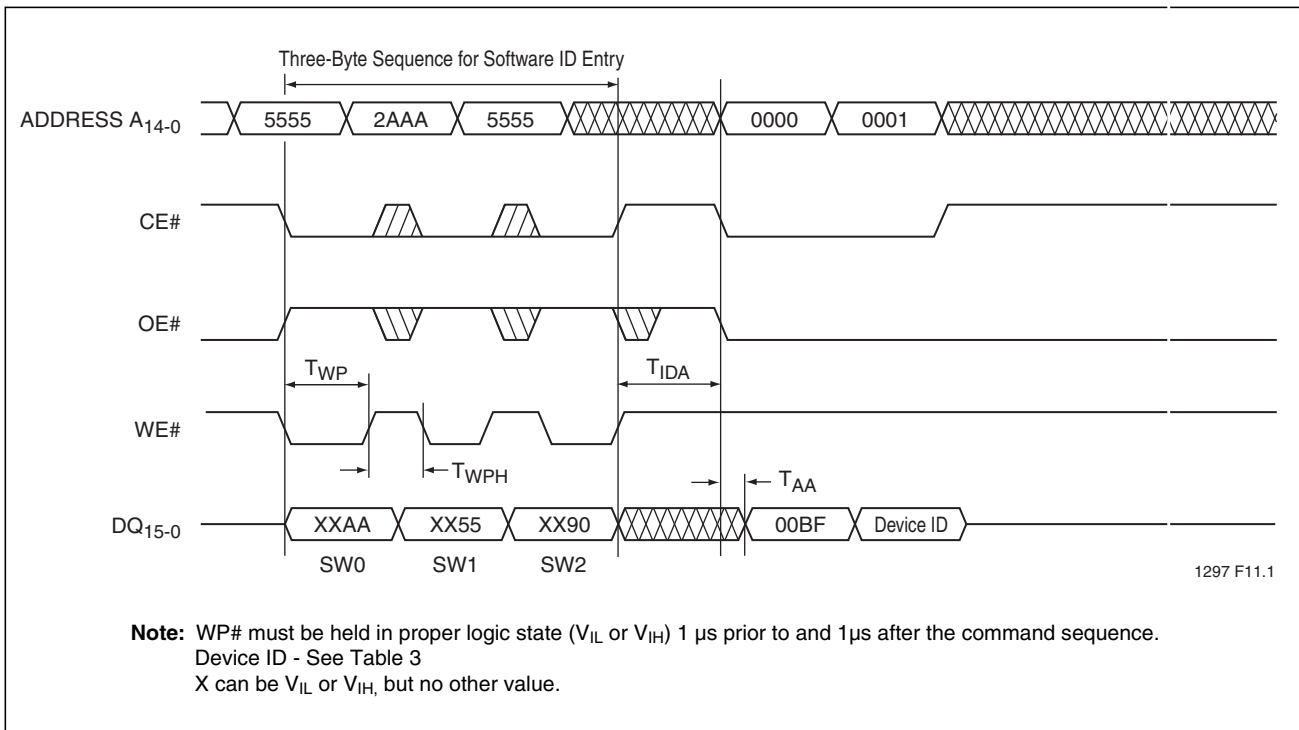 Three-Byte Sequence for Software ID Entry
ADDRESS A14-0 5555 2AAA 5555 0000 0001
CE#
OE#
TWP TIDA
WE#
TWPH TAA
DQ15-0 XXAA XX55 XX90 00BF Device ID
SW0 SW1 SW2
1297 F11.1
Note: WP# must be held in proper logic state (VIL or VIH) 1 µs prior to and 1µs after the command sequence.
Device ID - See Table 3
X can be VIL or VIH, but no other value.